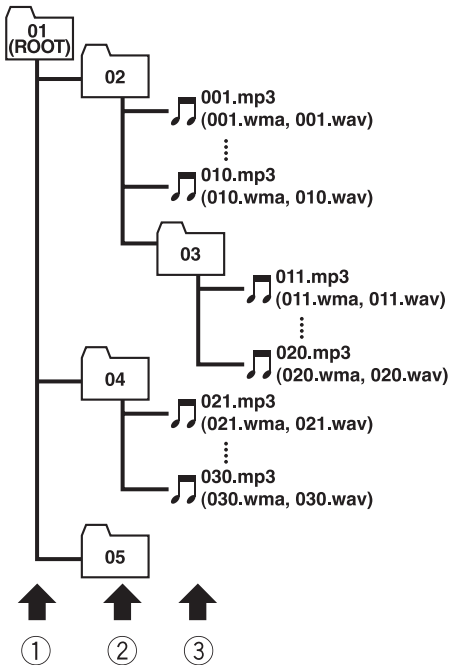 01
(ROOT)
02
001.mp3
(001.wma, 001.wav)
010.mp3
(010.wma, 010.wav)
03
011.mp3
(011.wma, 011.wav)
020.mp3
(020.wma, 020.wav)
04
021.mp3
(021.wma, 021.wav)
030.mp3
(030.wma, 030.wav)
05
① ② ③